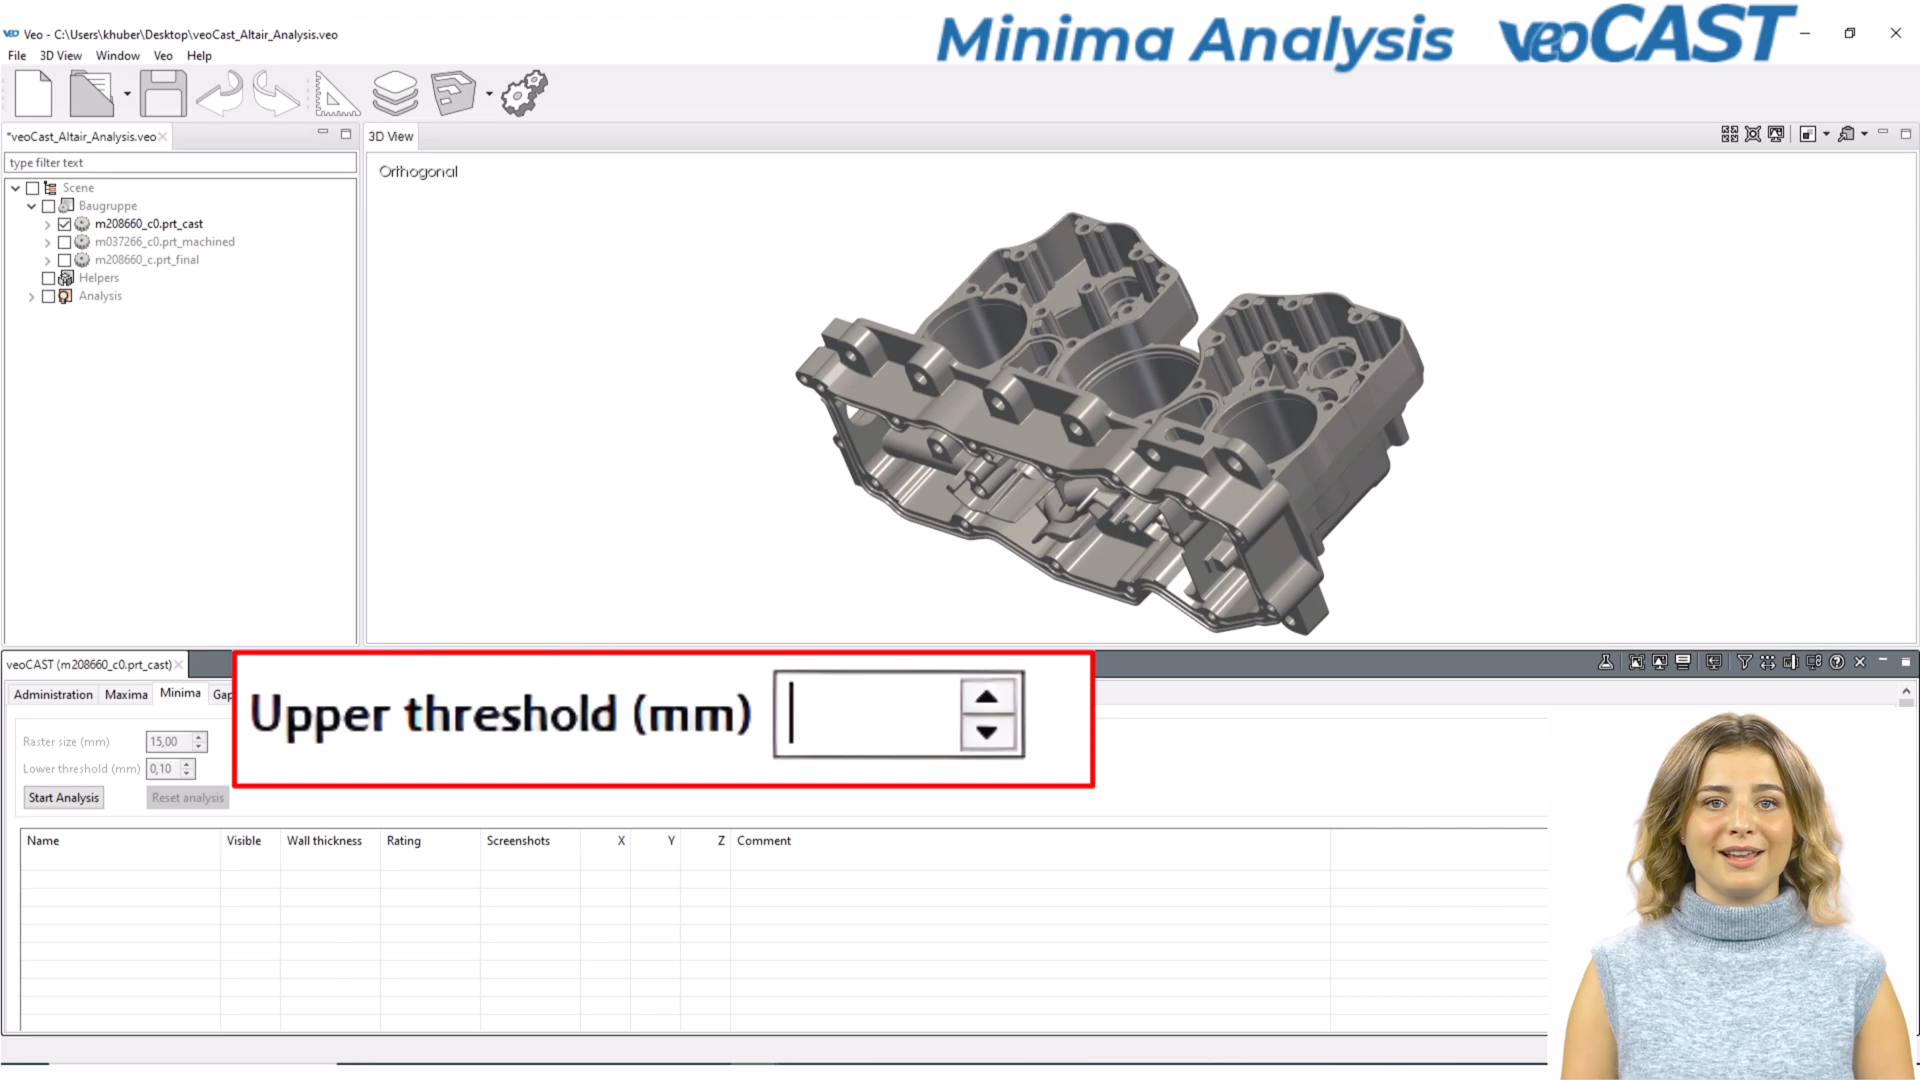 Minima Analysis veoCAST
VEO Veo - C:\Users\khuber\Desktop\veoCast_Altair_Analysis.veo
File 3D View Window Veo Help
*veoCast_Altair_Analysis.veo
3D View
type filter text
Orthogonal
Scene
Baugruppe
m208660_c0.prt_cast
m037266_c0.prt_machined
m208660_c.prt_final
Helpers
Analysis
veoCAST (m208660_c0.prt_cast)
Administration Maxima Minima Gap
Upper threshold (mm)
Raster size (mm) 15,00
Lower threshold (mm) 0,10
Start Analysis Reset analysis
Name Visible Wall thickness Rating Screenshots X Y Z Comment